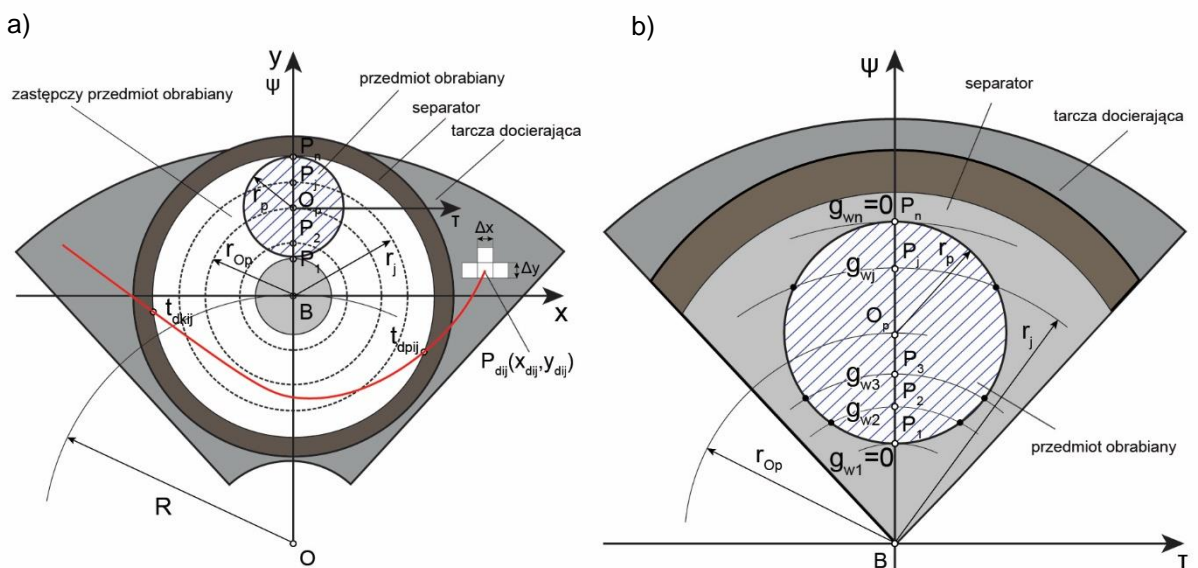 a)
y
ψ
przedmiot obrabiany
zastępczy przedmiot obrabiany
separator
tarcza docierająca
Pn
Pj
rp
Op
τ
P2
P1
rOp
rj
Δx
Δy
B
x
tdkij
tdpij
Pdij(xdij,ydij)
R
O
b)
ψ
separator
tarcza docierająca
gwn=0
Pn
Pj
rp
gwj
Op
rj
P3
gw3
P2
gw2
P1
gw1=0
przedmiot obrabiany
rOp
B
τ